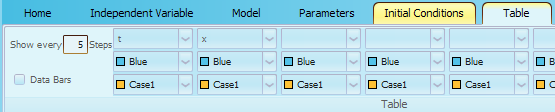 Home Independent Variable Model Parameters Initial Conditions Table
Show every 5 Steps t x
Blue Blue Blue Blue Blue
Data Bars Case1 Case1 Case1 Case1 Case1
Table